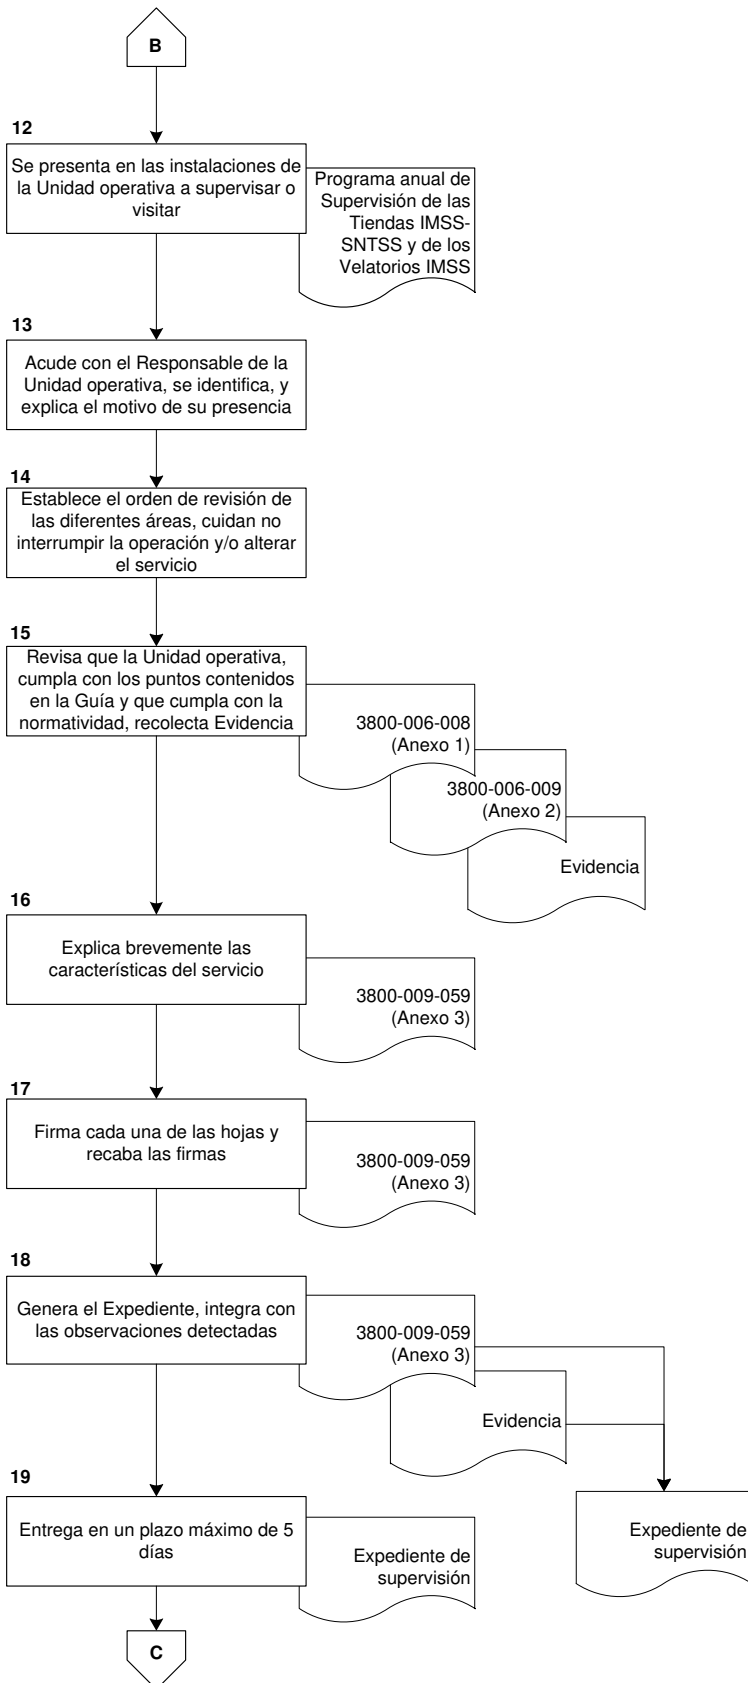 B
12
Se presenta en las instalaciones de
la Unidad operativa a supervisar o
visitar
Programa anual de
Supervisión de las
Tiendas IMSS-
SNTSS y de los
Velatorios IMSS
13
Acude con el Responsable de la
Unidad operativa, se identifica, y
explica el motivo de su presencia
14
Establece el orden de revisión de
las diferentes áreas, cuidan no
interrumpir la operación y/o alterar
el servicio
15
Revisa que la Unidad operativa,
cumpla con los puntos contenidos
en la Guía y que cumpla con la
normatividad, recolecta Evidencia
3800-006-008
(Anexo 1)
3800-006-009
(Anexo 2)
Evidencia
16
Explica brevemente las
característícas del servicio
3800-009-059
(Anexo 3)
17
Firma cada una de las hojas y
recaba las firmas
3800-009-059
(Anexo 3)
18
Genera el Expediente, integra con
las observaciones detectadas
3800-009-059
(Anexo 3)
Evidencia
Expediente de
supervisión
19
Entrega en un plazo máximo de 5
días
Expediente de
supervisión
C